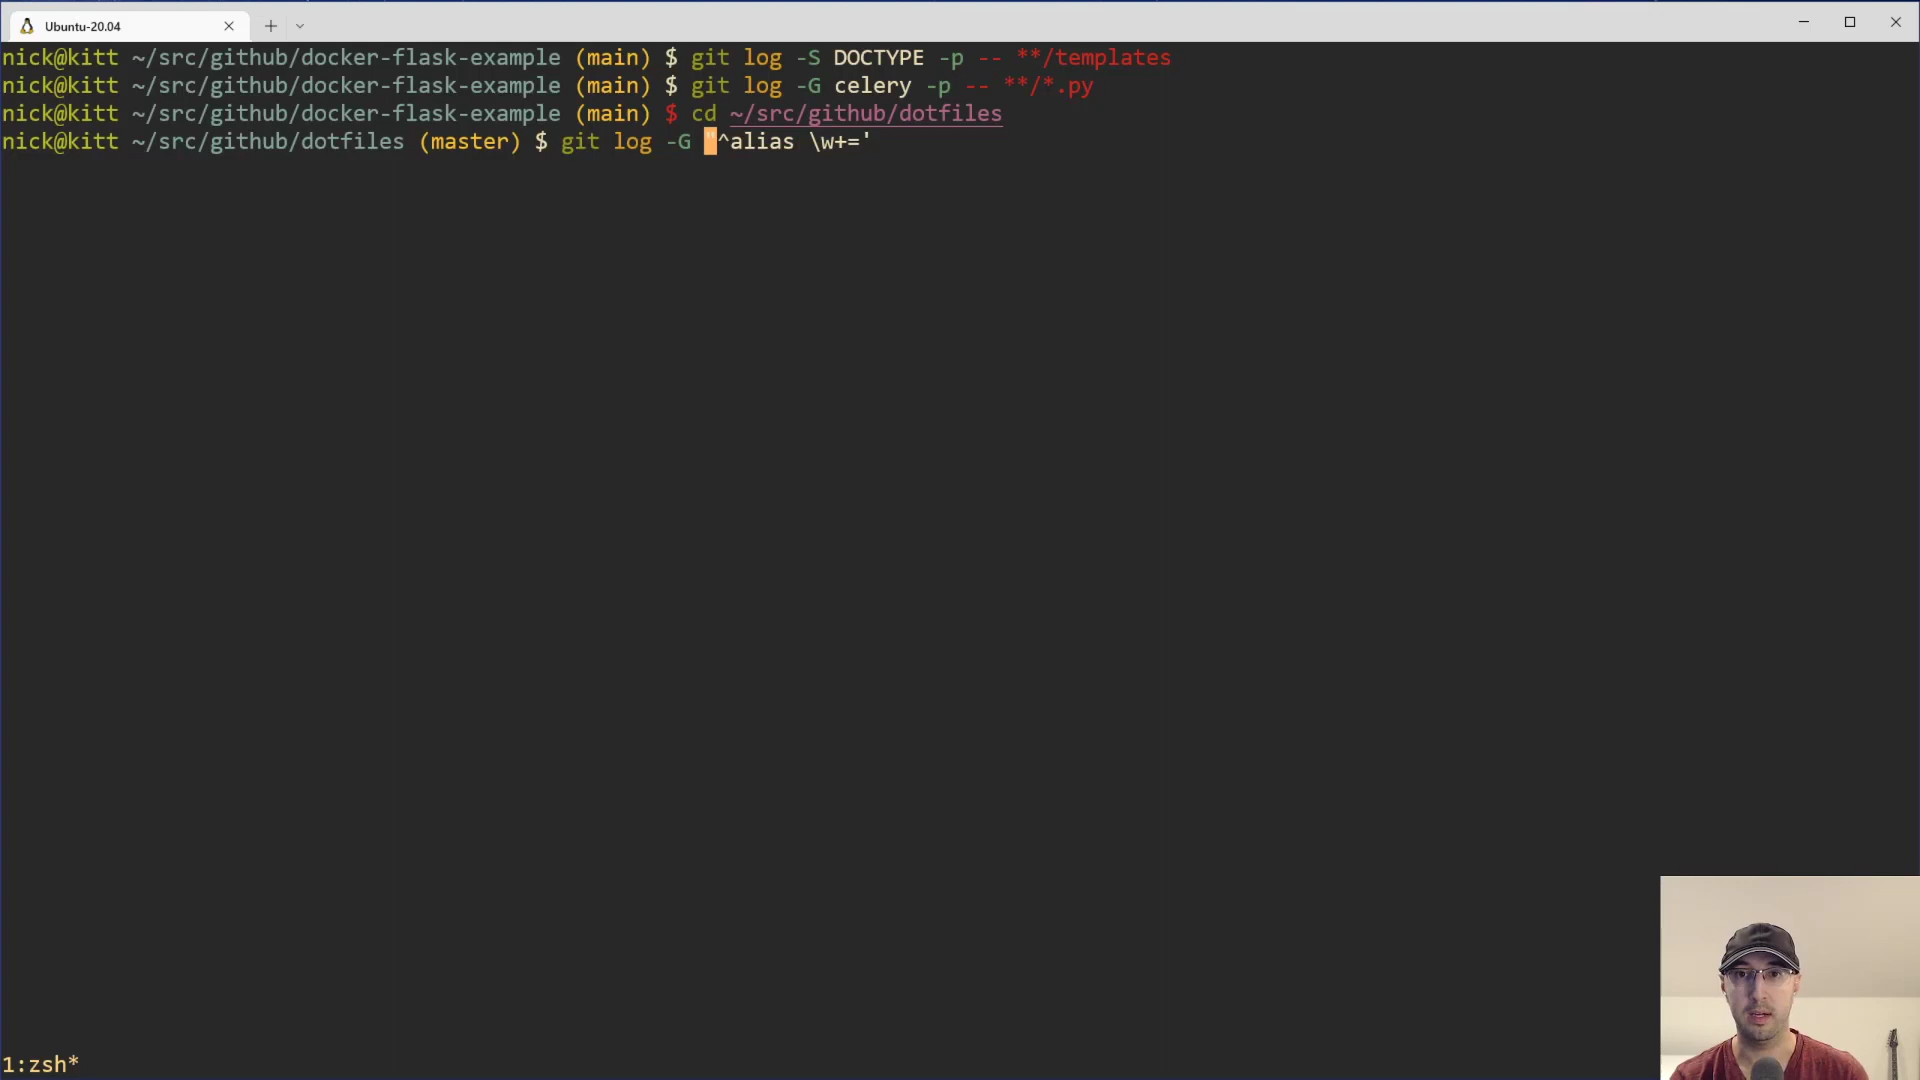 Ubuntu-20.04
nick@kitt ~/src/github/docker-flask-example (main) $ git log -S DOCTYPE -p -- **/templates
nick@kitt ~/src/github/docker-flask-example (main) $ git log -G celery -p -- **/*.py
nick@kitt ~/src/github/docker-flask-example (main) $ cd ~/src/github/dotfiles
nick@kitt ~/src/github/dotfiles (master) $ git log -G "^alias \w+='
1:zsh*